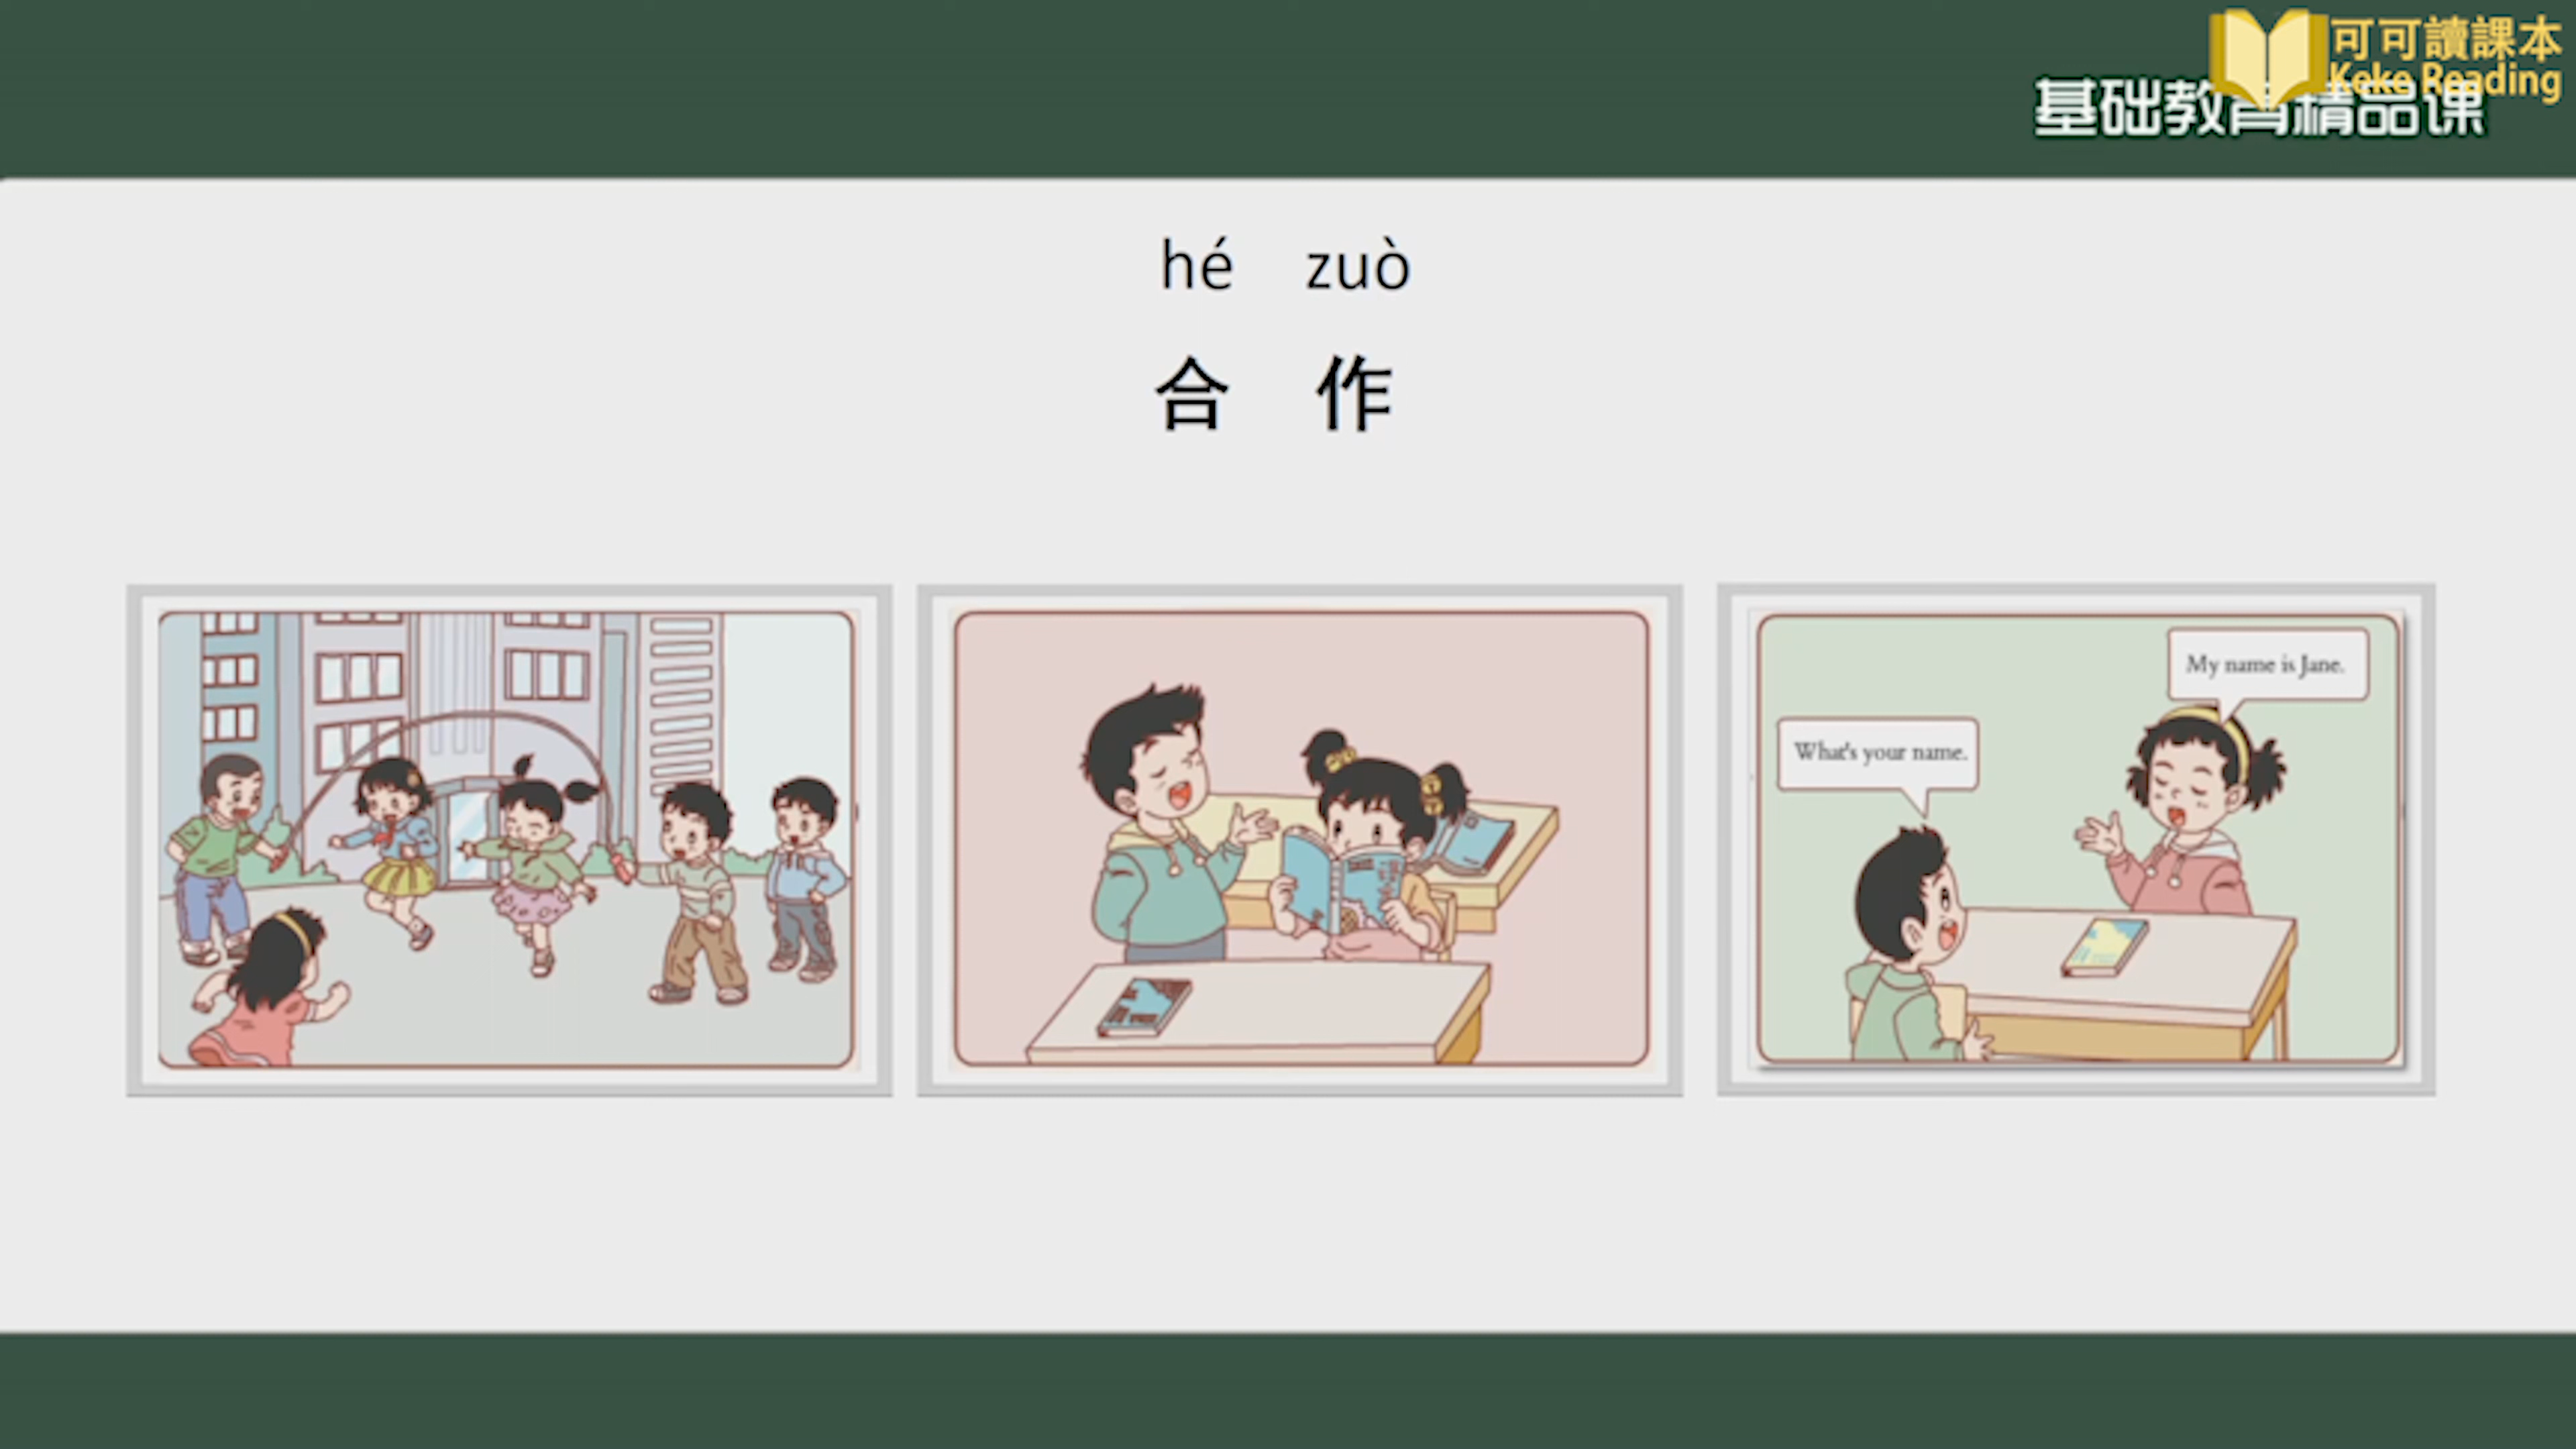 可可讀課本
Keke Reading
基础教育精品课
hé zuò
合 作
My name is Jane.
What's your name.